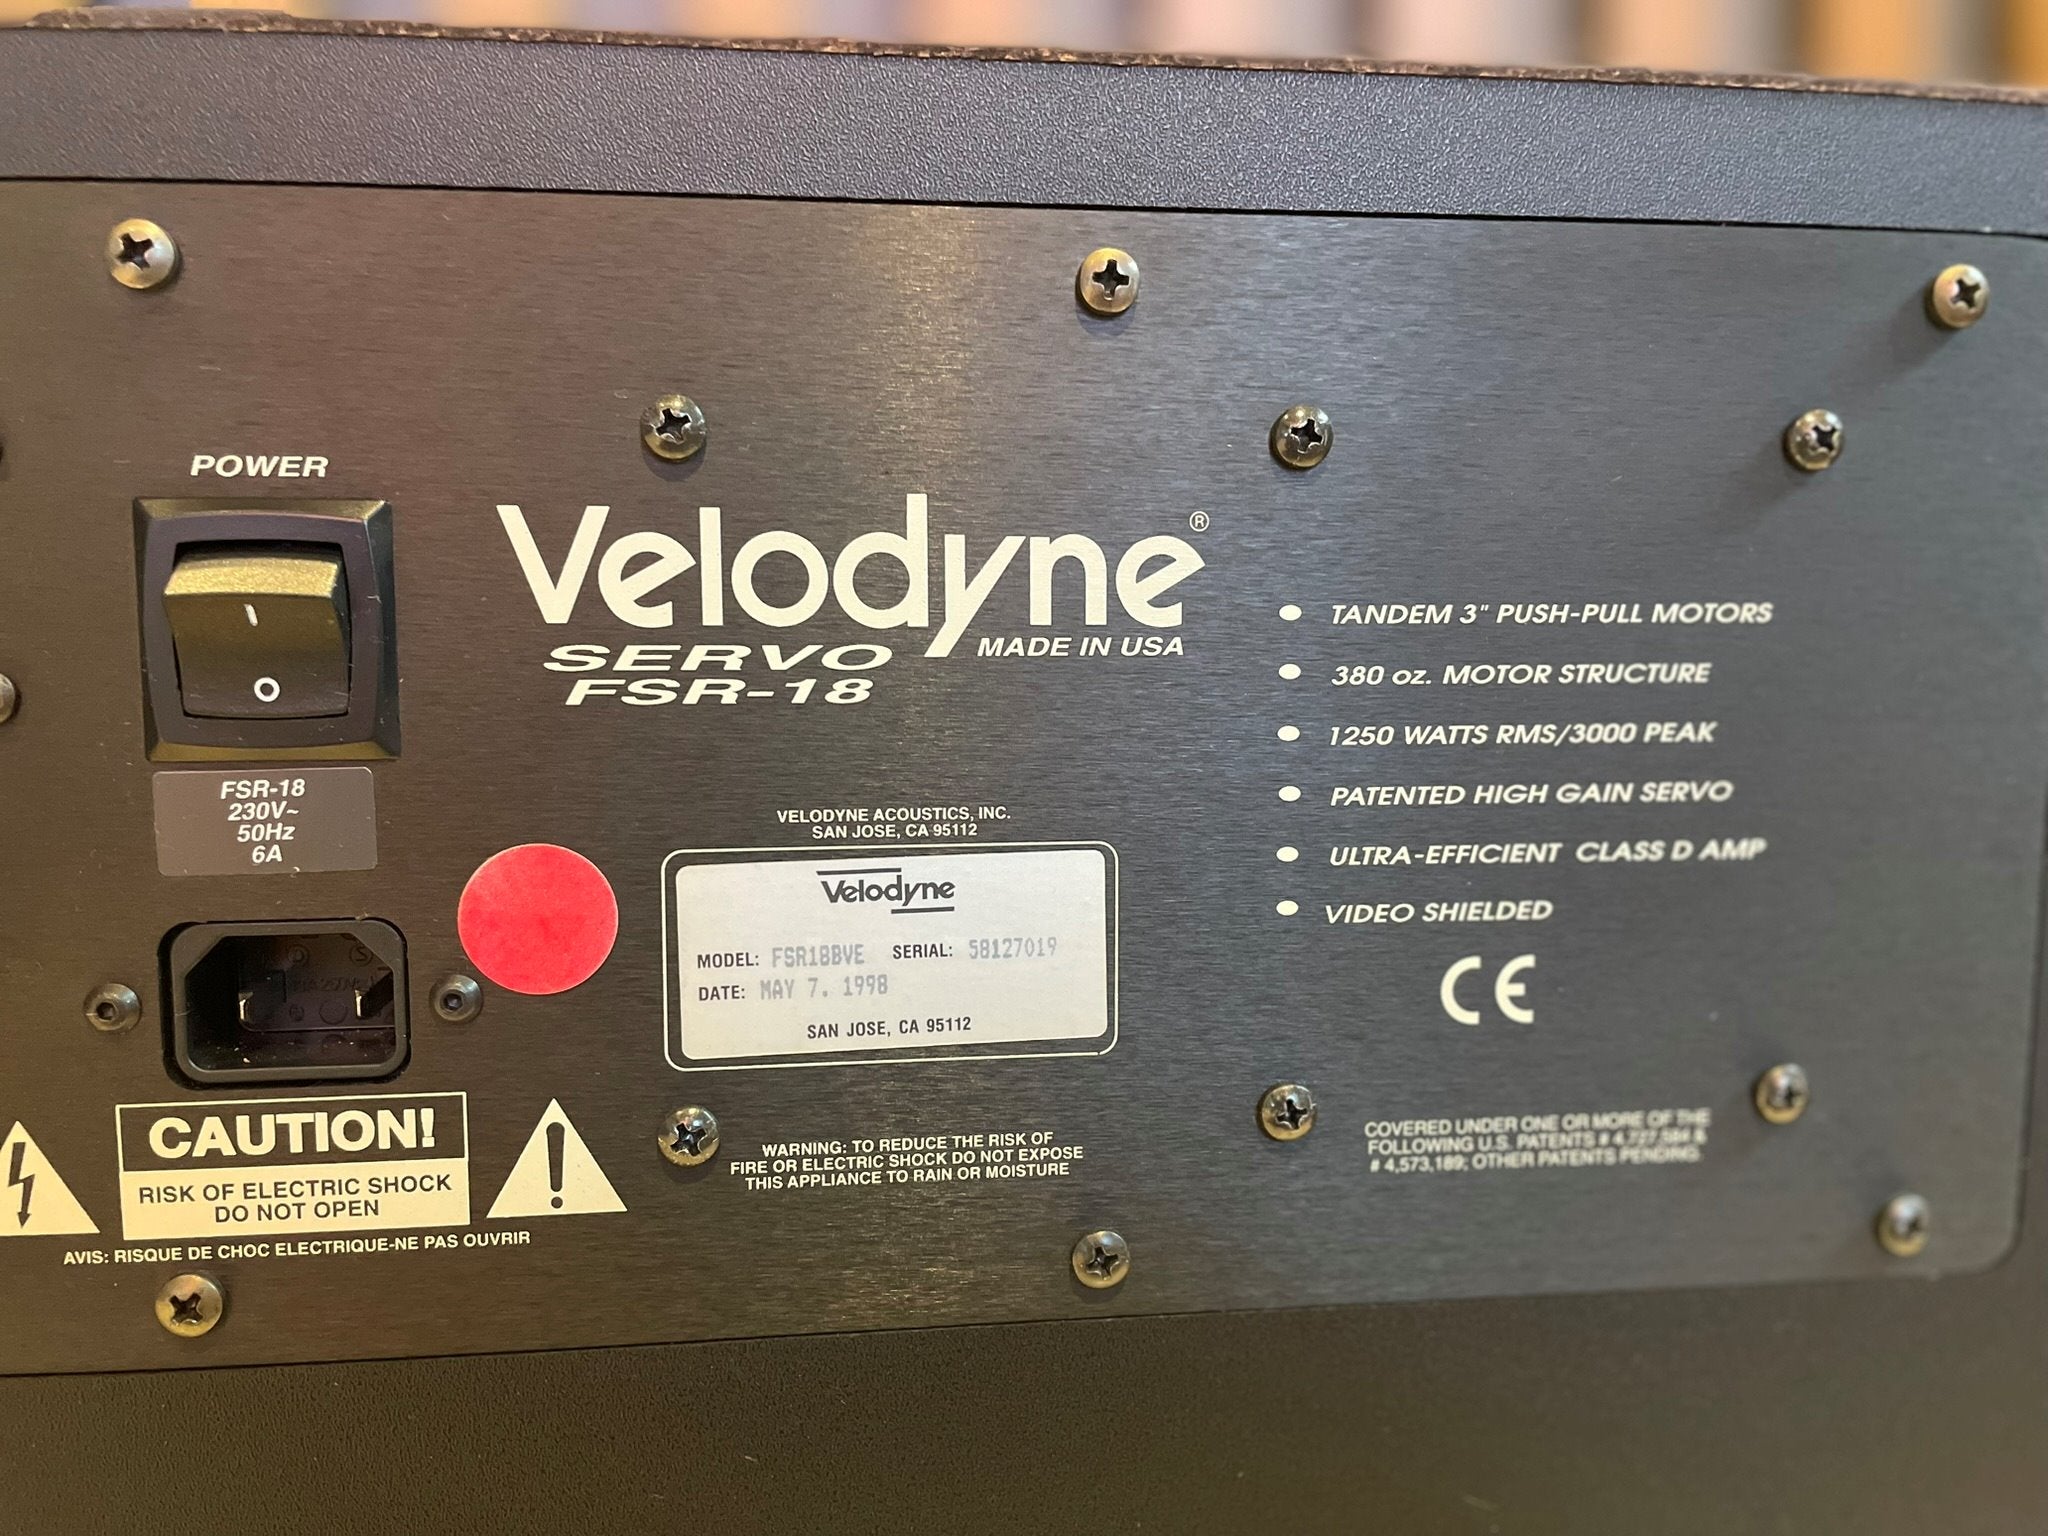 POWER
I
O
FSR-18
230V~
50Hz
6A
Velodyne®
MADE IN USA
SERVO
FSR-18
TANDEM 3" PUSH-PULL MOTORS
380 oz. MOTOR STRUCTURE
1250 WATTS RMS/3000 PEAK
PATENTED HIGH GAIN SERVO
ULTRA-EFFICIENT CLASS D AMP
VIDEO SHIELDED
CE
VELODYNE ACOUSTICS, INC.
SAN JOSE, CA 95112
Velodyne
MODEL: FSR18BVE SERIAL: 58127019
DATE: MAY 7. 1998
SAN JOSE, CA 95112
CAUTION!
RISK OF ELECTRIC SHOCK
DO NOT OPEN
AVIS: RISQUE DE CHOC ELECTRIQUE-NE PAS OUVRIR
WARNING: TO REDUCE THE RISK OF
FIRE OR ELECTRIC SHOCK DO NOT EXPOSE
THIS APPLIANCE TO RAIN OR MOISTURE
COVERED UNDER ONE OR MORE OF THE
FOLLOWING U.S. PATENTS #
# 4,573,189; OTHER PATENTS PENDING.